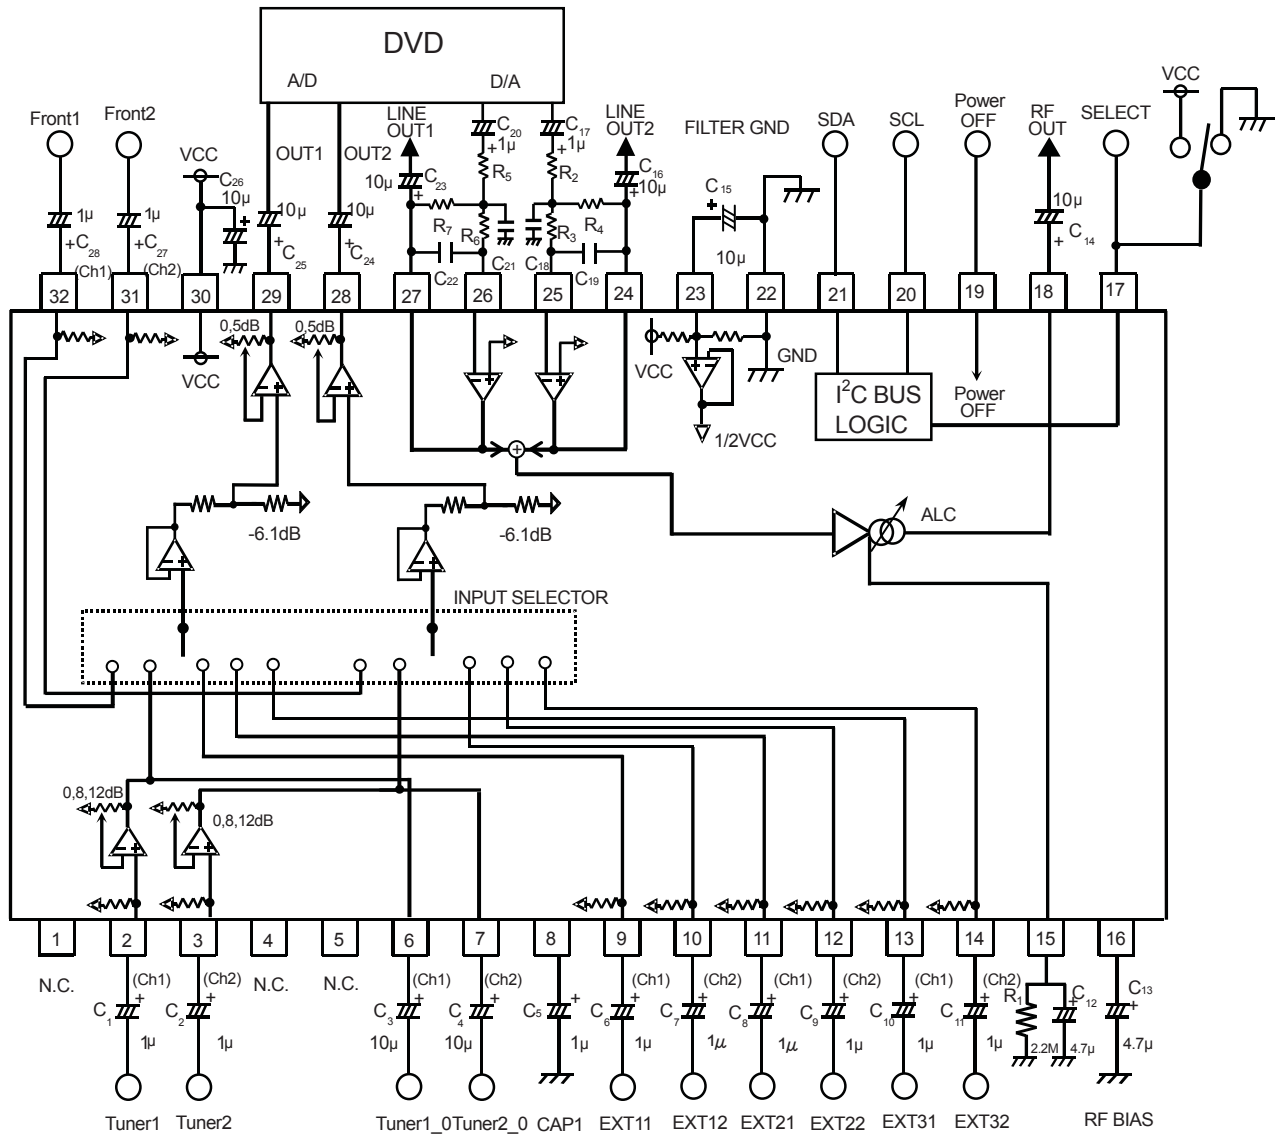 DVD
A/D D/A
VCC
Front1 Front2 LINE OUT1 C20 1μ + C17 1μ + LINE OUT2 FILTER GND SDA SCL Power OFF RF OUT SELECT
VCC C26 10μ + OUT1 OUT2 10μ C23 + R5 R2 C16 10μ + C15 + 10μ
1μ +C28 (Ch1) 1μ +C27 (Ch2) 10μ +C25 10μ +C24 R7 R6 R3 R4 10μ + C14
C22 C21 C18 C19
32 31 30 29 28 27 26 25 24 23 22 21 20 19 18 17
0,5dB 0,5dB
VCC VCC GND
- + - + - + - + + -
I²C BUS LOGIC
Power OFF
1/2VCC
+
ALC
-6.1dB -6.1dB
- + - +
INPUT SELECTOR
0,8,12dB 0,8,12dB
- + - +
1 2 3 4 5 6 7 8 9 10 11 12 13 14 15 16
N.C. (Ch1) (Ch2) N.C. N.C. (Ch1) (Ch2) (Ch1) (Ch2) (Ch1) (Ch2) (Ch1) (Ch2)
C1 + C2 + C3 + C4 + C5 + C6 + C7 + C8 + C9 + C10 + C11 + R1 C12 + C13 +
1μ 1μ 10μ 10μ 1μ 1μ 1μ 1μ 1μ 1μ 1μ 2.2M 4.7μ 4.7μ
Tuner1 Tuner2 Tuner1_0 Tuner2_0 CAP1 EXT11 EXT12 EXT21 EXT22 EXT31 EXT32 RF BIAS